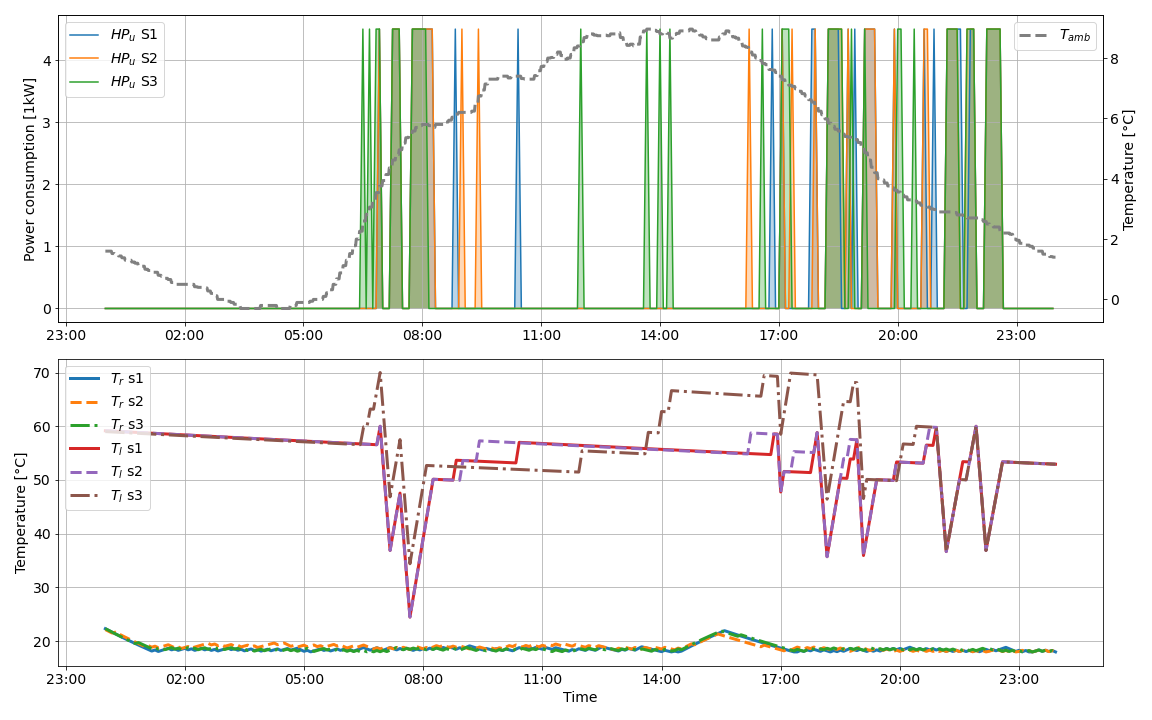 HP_u S1
HP_u S2
HP_u S3
T_amb
Power consumption [1kW]
4
3
2
1
0
Temperature [°C]
8
6
4
2
0
23:00 02:00 05:00 08:00 11:00 14:00 17:00 20:00 23:00
T_r s1
T_r s2
T_r s3
T_l s1
T_l s2
T_l s3
Temperature [°C]
70
60
50
40
30
20
23:00 02:00 05:00 08:00 11:00 14:00 17:00 20:00 23:00
Time